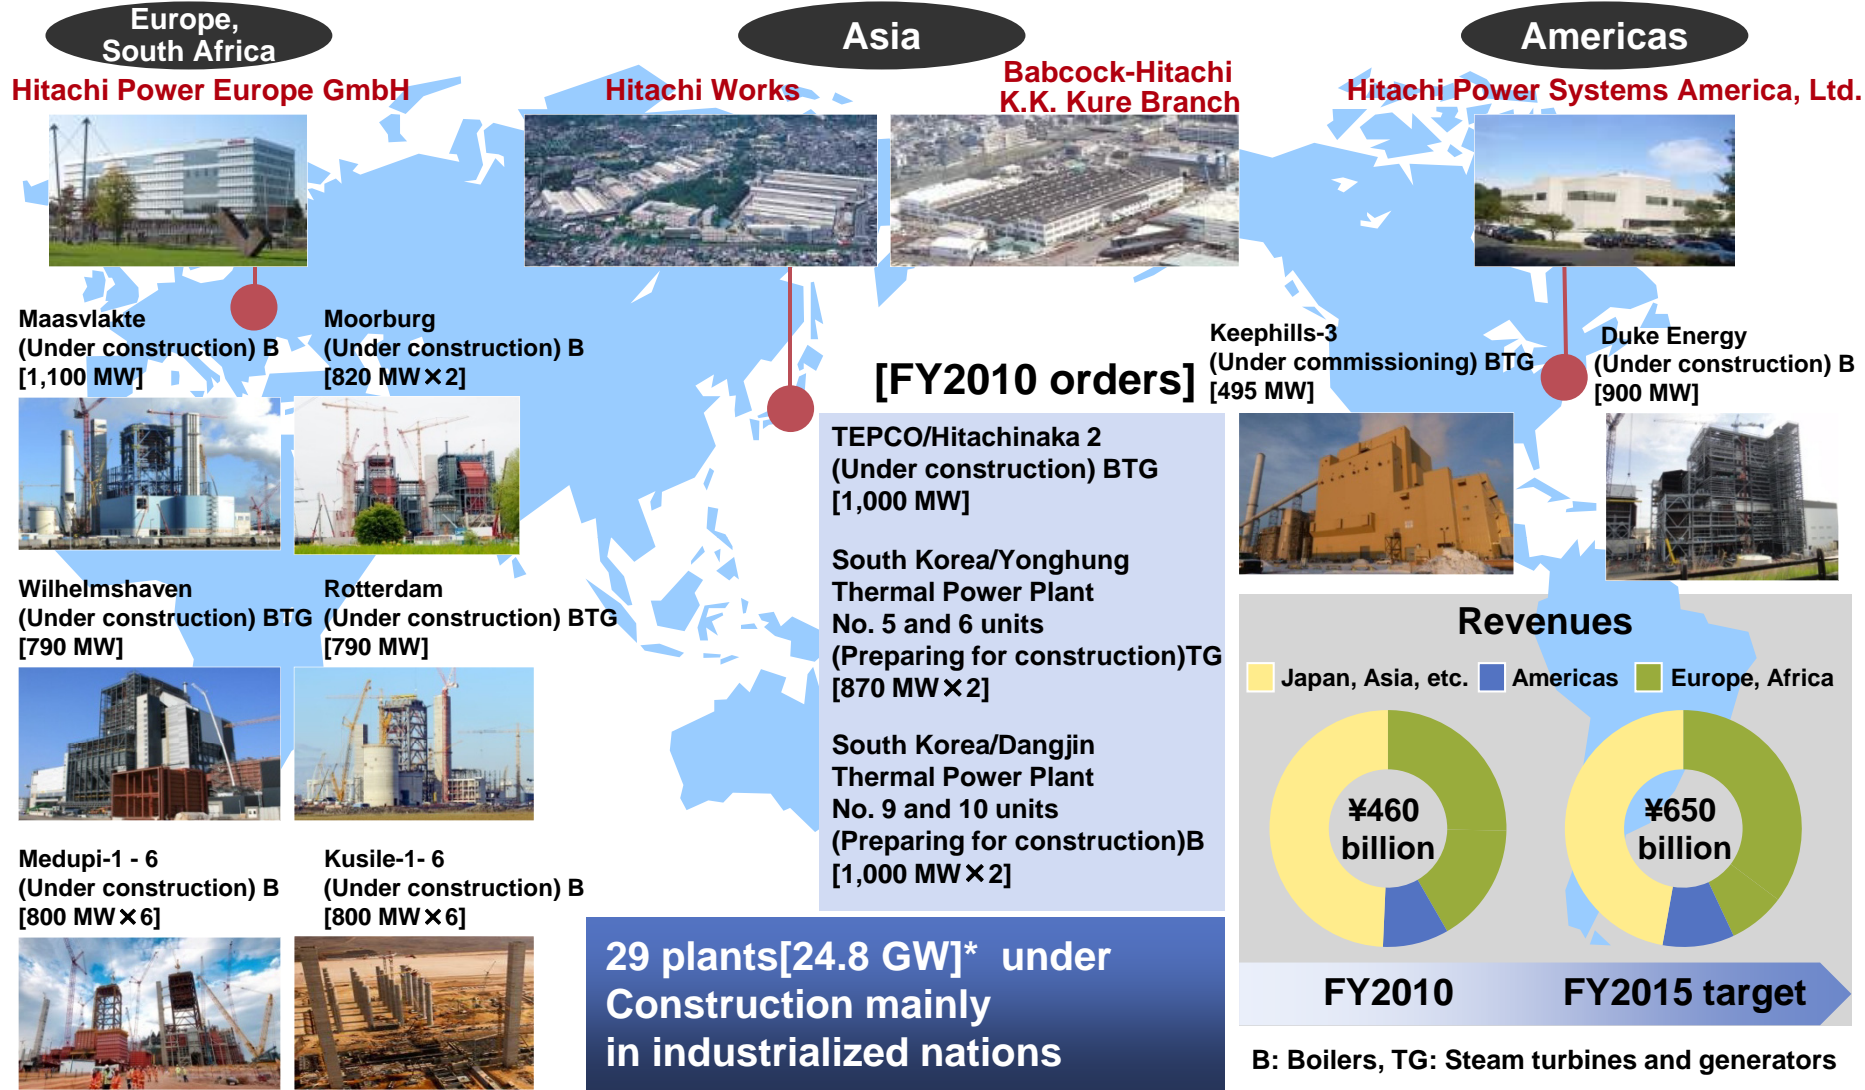 Europe,
South Africa
Hitachi Power Europe GmbH
Asia
Hitachi Works
Babcock-Hitachi
K.K. Kure Branch
Americas
Hitachi Power Systems America, Ltd.
Maasvlakte
(Under construction) B
[1,100 MW]
Moorburg
(Under construction) B
[820 MW×2]
Wilhelmshaven
(Under construction) BTG
[790 MW]
Rotterdam
(Under construction) BTG
[790 MW]
Medupi-1 - 6
(Under construction) B
[800 MW×6]
Kusile-1- 6
(Under construction) B
[800 MW×6]
[FY2010 orders]
TEPCO/Hitachinaka 2
(Under construction) BTG
[1,000 MW]
South Korea/Yonghung
Thermal Power Plant
No. 5 and 6 units
(Preparing for construction)TG
[870 MW×2]
South Korea/Dangjin
Thermal Power Plant
No. 9 and 10 units
(Preparing for construction)B
[1,000 MW×2]
29 plants[24.8 GW]* under
Construction mainly
in industrialized nations
Keephills-3
(Under commissioning) BTG
[495 MW]
Duke Energy
(Under construction) B
[900 MW]
Revenues
Japan, Asia, etc.
Americas
Europe, Africa
¥460
billion
¥650
billion
FY2010
FY2015 target
B: Boilers, TG: Steam turbines and generators